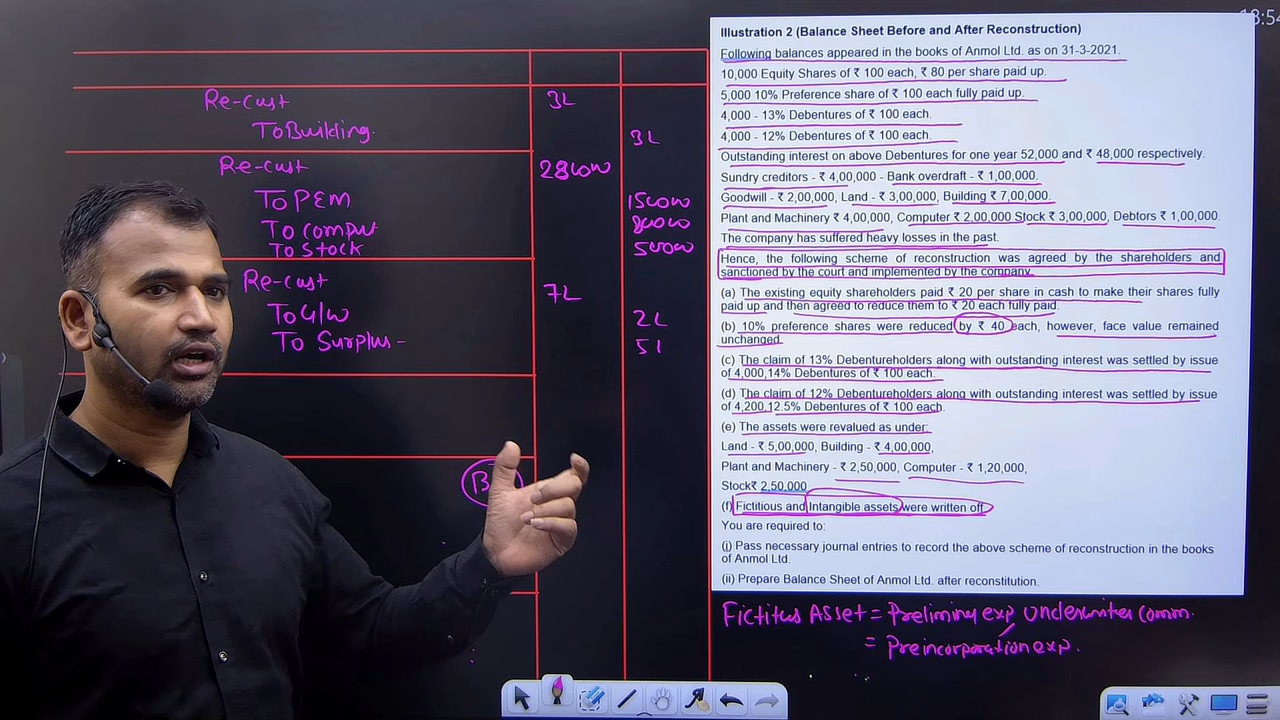 Re-cust 3L
To Building 3L
Re-cust 280000
To P&M 150000
To comput 80000
To Stock 50000
Re-cust 7L
To G/W 2L
To Surplus - 5L
18:54
Illustration 2 (Balance Sheet Before and After Reconstruction)
Following balances appeared in the books of Anmol Ltd. as on 31-3-2021.
10,000 Equity Shares of ₹ 100 each, ₹ 80 per share paid up.
5,000 10% Preference share of ₹ 100 each fully paid up.
4,000 - 13% Debentures of ₹ 100 each.
4,000 - 12% Debentures of ₹ 100 each.
Outstanding interest on above Debentures for one year 52,000 and ₹ 48,000 respectively.
Sundry creditors - ₹ 4,00,000 - Bank overdraft - ₹ 1,00,000.
Goodwill - ₹ 2,00,000, Land - ₹ 3,00,000, Building ₹ 7,00,000.
Plant and Machinery ₹ 4,00,000, Computer ₹ 2,00,000 Stock ₹ 3,00,000, Debtors ₹ 1,00,000.
The company has suffered heavy losses in the past.
Hence, the following scheme of reconstruction was agreed by the shareholders and
sanctioned by the court and implemented by the company.
(a) The existing equity shareholders paid ₹ 20 per share in cash to make their shares fully
paid up and then agreed to reduce them to ₹ 20 each fully paid.
(b) 10% preference shares were reduced by ₹ 40 each, however, face value remained
unchanged.
(c) The claim of 13% Debentureholders along with outstanding interest was settled by issue
of 4,000,14% Debentures of ₹ 100 each.
(d) The claim of 12% Debentureholders along with outstanding interest was settled by issue
of 4,200,12.5% Debentures of ₹ 100 each.
(e) The assets were revalued as under:
Land - ₹ 5,00,000, Building - ₹ 4,00,000,
Plant and Machinery - ₹ 2,50,000, Computer - ₹ 1,20,000,
Stock₹ 2,50,000
(f) Fictitious and Intangible assets were written off.
You are required to:
(i) Pass necessary journal entries to record the above scheme of reconstruction in the books
of Anmol Ltd.
(ii) Prepare Balance Sheet of Anmol Ltd. after reconstitution.
Fictitus Asset = Preliminy exp underwriter comm.
= Preincorporation exp.